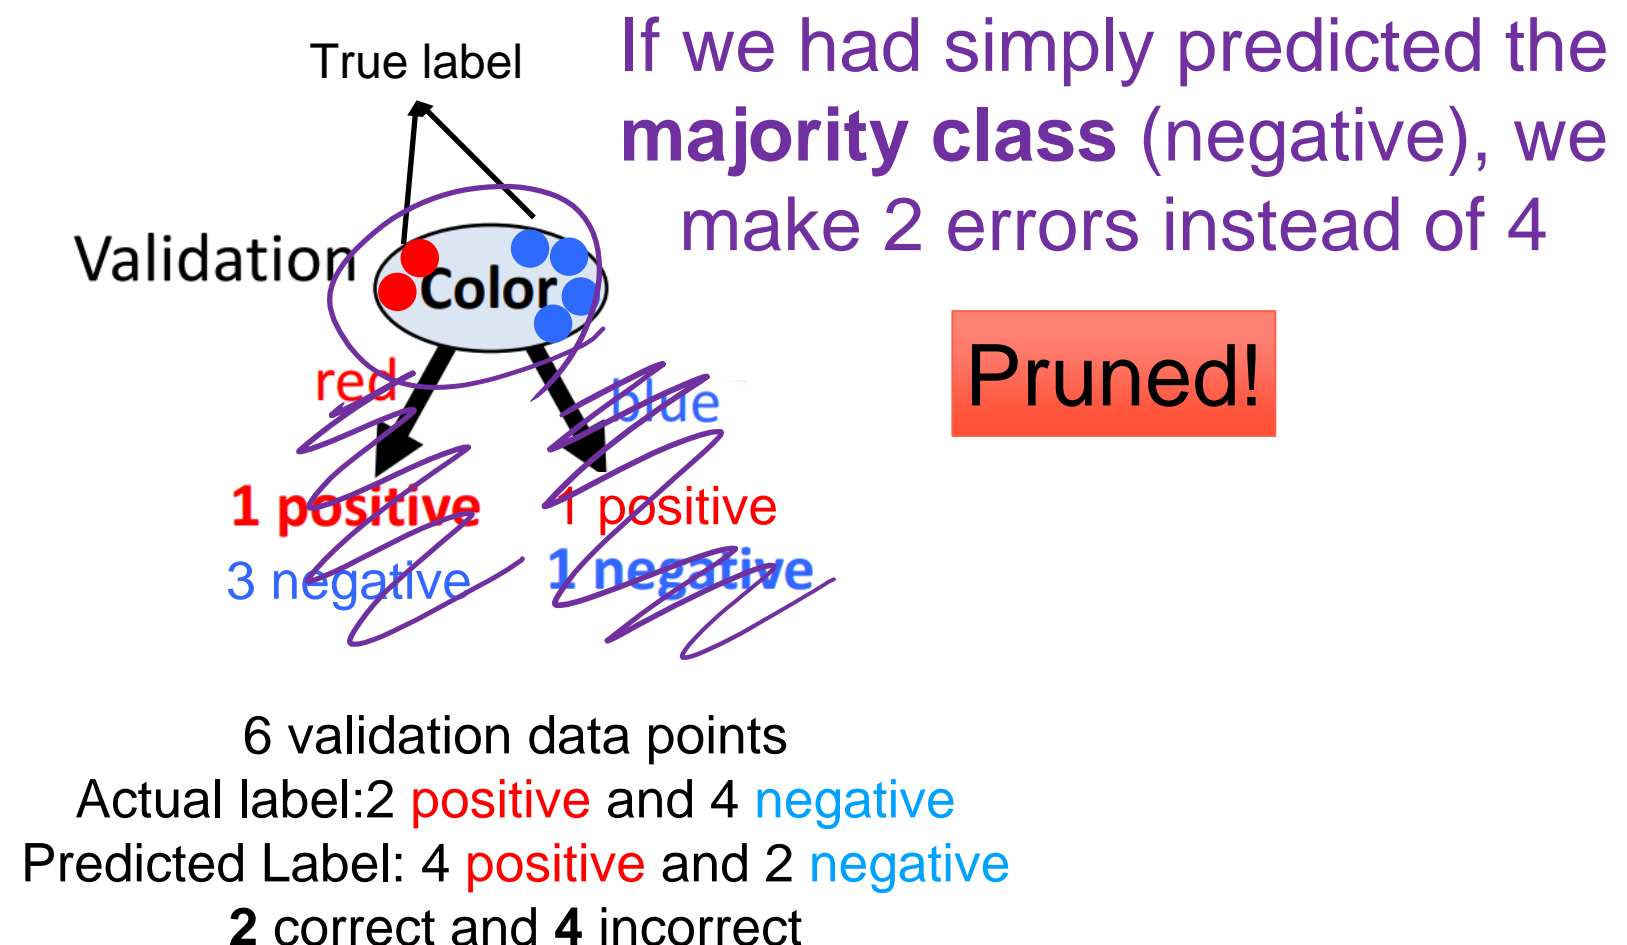 True label
If we had simply predicted the
majority class (negative), we
make 2 errors instead of 4
Validation
Color
red
blue
Pruned!
1 positive
3 negative
1 positive
1 negative
6 validation data points
Actual label:2 positive and 4 negative
Predicted Label: 4 positive and 2 negative
2 correct and 4 incorrect